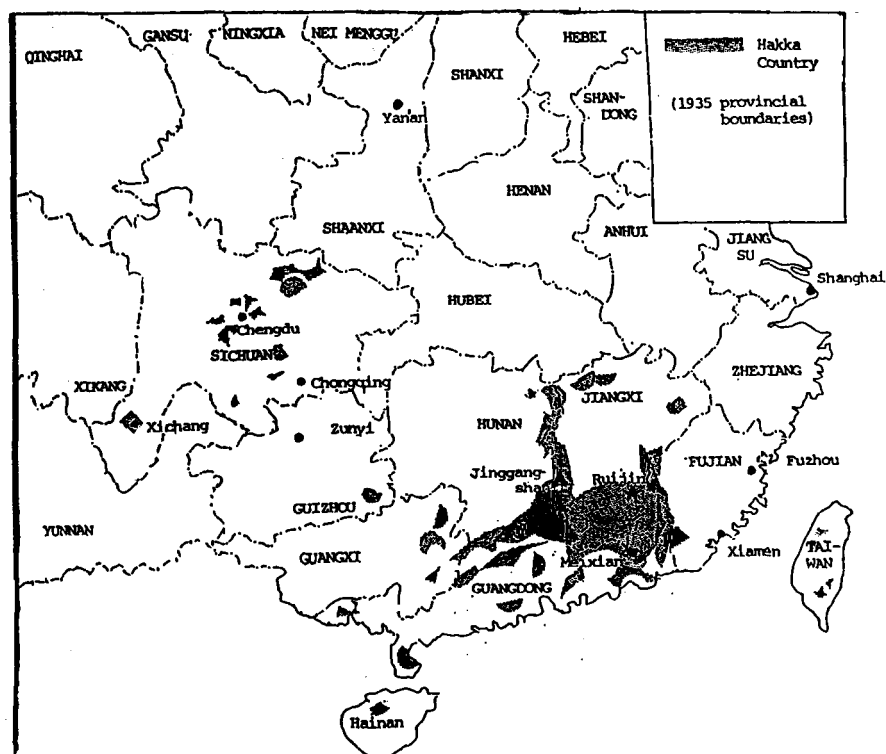 GANSU
NINGXIA
NEI MENGGU
HEBEI
QINGHAI
SHANXI
SHAN-
DONG
Hakka
Country
(1935 provincial
boundaries)
Yan'an
HENAN
SHAANXI
ANHUI
JIANG
SU
Shanghai
HUBEI
Chengdu
SICHUAN
ZHEJIANG
XIKANG
Chongqing
JIANGXI
Xichang
Zunyi
HUNAN
Jinggang-
shan
Ruijin
FUJIAN
Fuzhou
GUIZHOU
YUNNAN
GUANGXI
Meixian
Xiamen
TAI-
WAN
GUANGDONG
Hainan